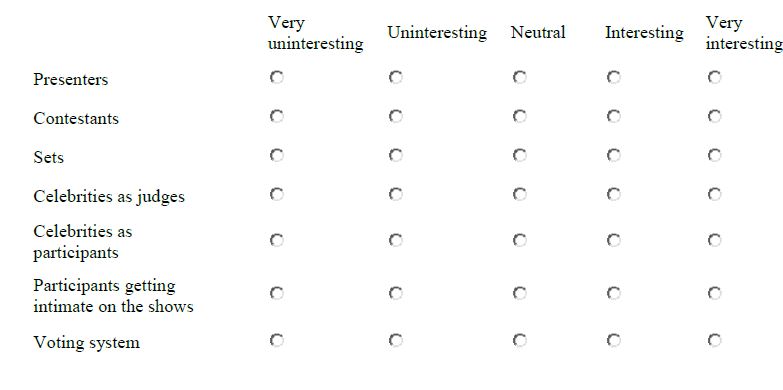 Very
uninteresting
Uninteresting
Neutral
Interesting
Very
interesting
Presenters
Contestants
Sets
Celebrities as judges
Celebrities as
participants
Participants getting
intimate on the shows
Voting system